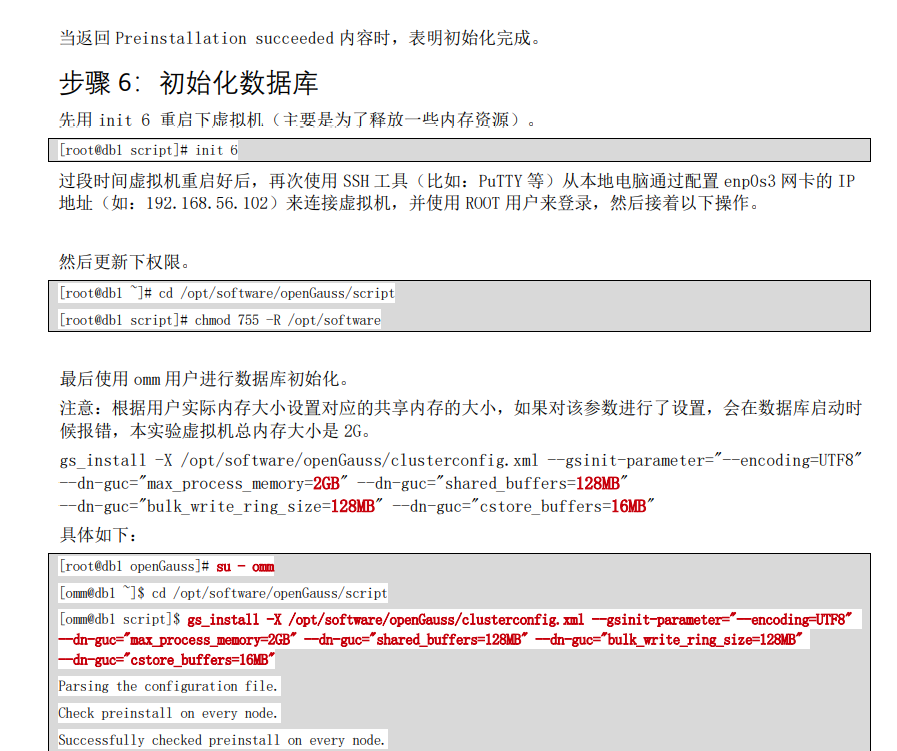 当返回 Preinstallation succeeded 内容时，表明初始化完成。
步骤 6：初始化数据库
先用 init 6 重启下虚拟机（主要是为了释放一些内存资源）。
[root@db1 script]# init 6
过段时间虚拟机重启好后，再次使用 SSH 工具（比如：PuTTY 等）从本地电脑通过配置 enp0s3 网卡的 IP
地址（如：192.168.56.102）来连接虚拟机，并使用 ROOT 用户来登录，然后接着以下操作。
然后更新下权限。
[root@db1 ~]# cd /opt/software/openGauss/script
[root@db1 script]# chmod 755 -R /opt/software
最后使用 omm 用户进行数据库初始化。
注意：根据用户实际内存大小设置对应的共享内存的大小，如果对该参数进行了设置，会在数据库启动时
候报错，本实验虚拟机总内存大小是 2G。
gs_install -X /opt/software/openGauss/clusterconfig.xml --gsinit-parameter="--encoding=UTF8"
--dn-guc="max_process_memory=2GB" --dn-guc="shared_buffers=128MB"
--dn-guc="bulk_write_ring_size=128MB" --dn-guc="cstore_buffers=16MB"
具体如下：
[root@db1 openGauss]# su - omm
[omm@db1 ~]$ cd /opt/software/openGauss/script
[omm@db1 script]$ gs_install -X /opt/software/openGauss/clusterconfig.xml --gsinit-parameter="--encoding=UTF8"
--dn-guc="max_process_memory=2GB" --dn-guc="shared_buffers=128MB" --dn-guc="bulk_write_ring_size=128MB"
--dn-guc="cstore_buffers=16MB"
Parsing the configuration file.
Check preinstall on every node.
Successfully checked preinstall on every node.